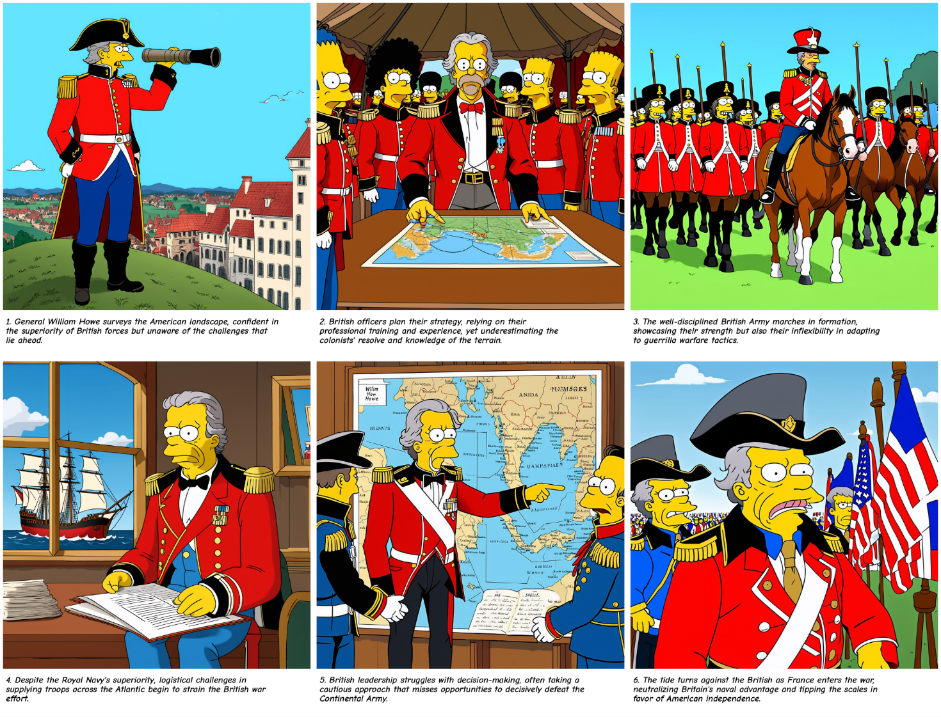 1. General William Howe surveys the American landscape, confident in
the superiority of British forces but unaware of the challenges that
lie ahead.
2. British officers plan their strategy, relying on their
professional training and experience, yet underestimating the
colonists' resolve and knowledge of the terrain.
3. The well-disciplined British Army marches in formation,
showcasing their strength but also their inflexibility in adapting
to guerrilla warfare tactics.
4. Despite the Royal Navy's superiority, logistical challenges in
supplying troops across the Atlantic begin to strain the British war
effort.
Howe
ANDIA
5. British leadership struggles with decision-making, often taking a
cautious approach that misses opportunities to decisively defeat the
Continental Army.
6. The tide turns against the British as France enters the war,
neutralizing Britain's naval advantage and tipping the scales in
favor of American independence.